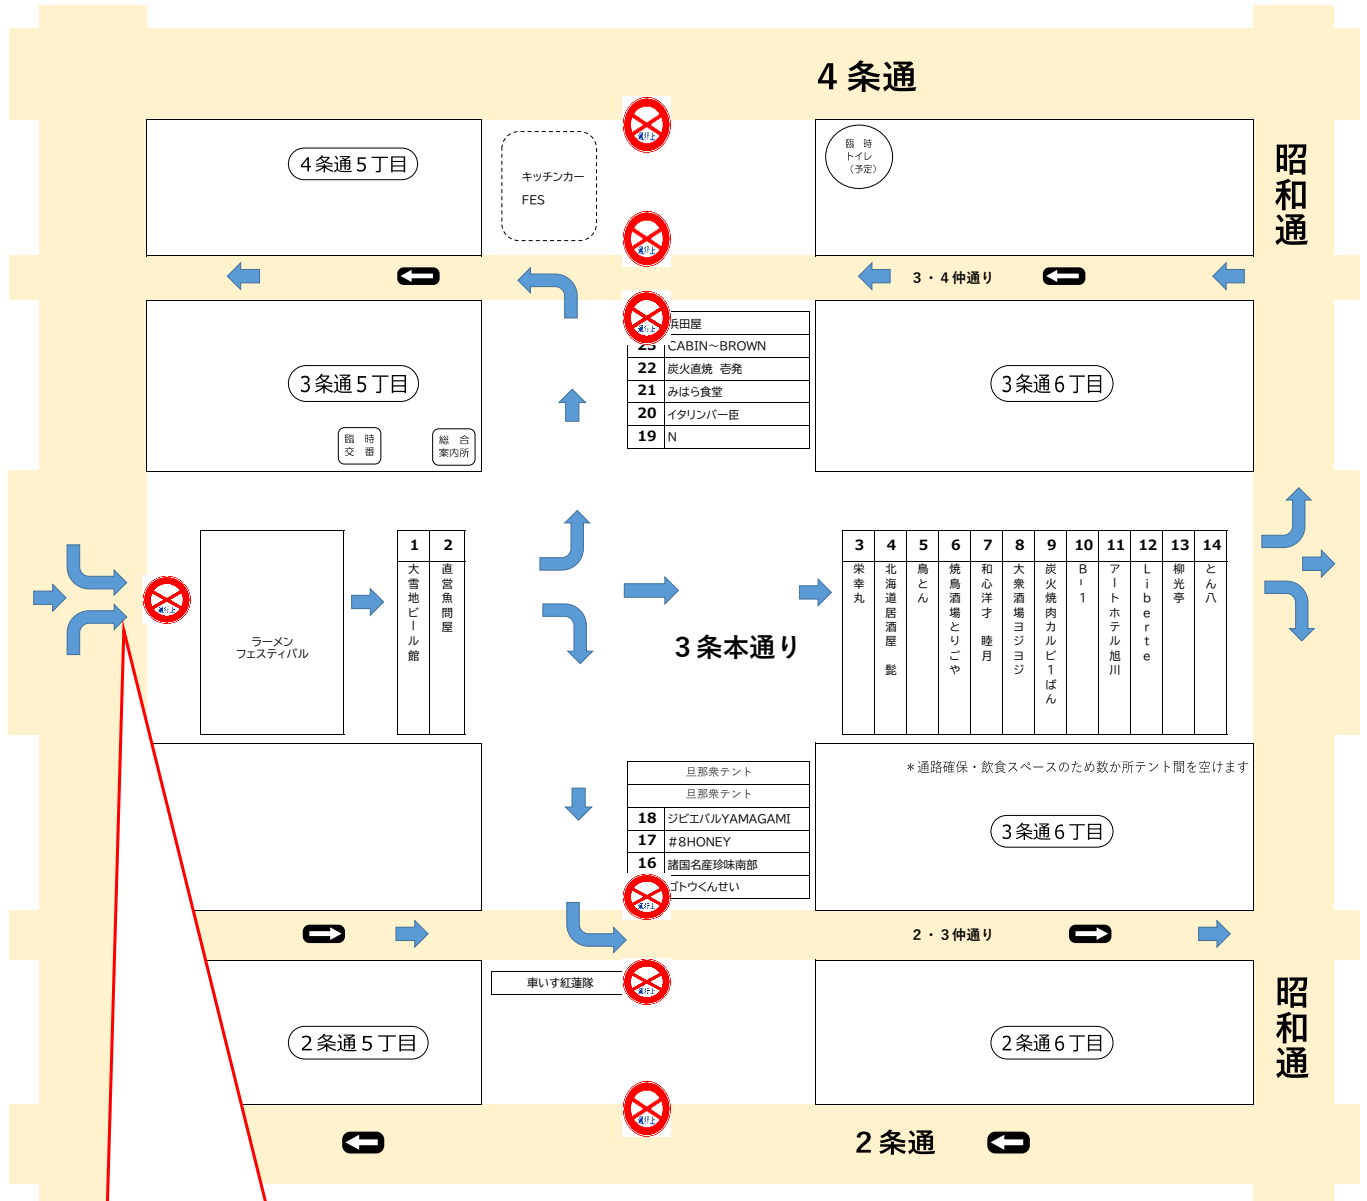 ４条通
４条通５丁目
キッチンカー
FES
臨　時
トイレ
（予定）
昭和通
３・４仲通り
浜田屋
23 CABIN～BROWN
22 炭火直焼 壱発
21 みはら食堂
20 イタリンバー臣
19 N
３条通５丁目
臨　時
交　番
総　合
案内所
３条通６丁目
ラーメン
フェスティバル
1 大雪地ビール館
2 直営魚問屋
３条本通り
3 栄幸丸
4 北海道居酒屋　髭
5 鳥とん
6 焼鳥酒場とりごや
7 和心洋才　睦月
8 大衆酒場ヨジヨジ
9 炭火焼肉カルビ1ばん
10 B-1
11 アートホテル旭川
12 Liberte
13 柳光亭
14 とん八
旦那衆テント
旦那衆テント
18 ジビエバルYAMAGAMI
17 #8HONEY
16 諸国名産珍味南部
ゴトウくんせい
＊通路確保・飲食スペースのため数か所テント間を空けます
３条通６丁目
２・３仲通り
車いす紅蓮隊
２条通５丁目
２条通６丁目
昭和通
２条通